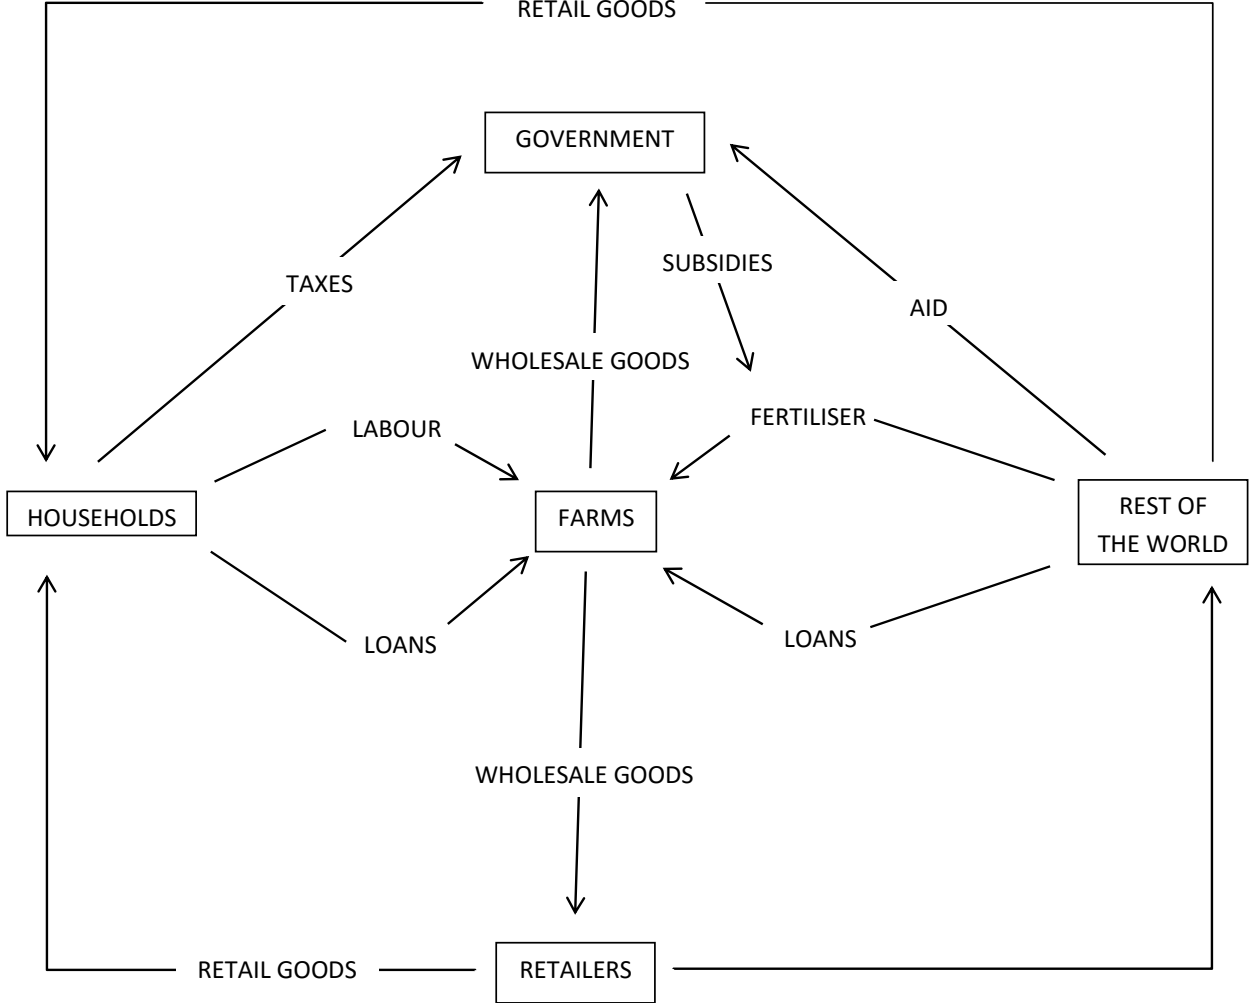 RETAIL GOODS
GOVERNMENT
SUBSIDIES
TAXES
AID
WHOLESALE GOODS
FERTILISER
LABOUR
HOUSEHOLDS
FARMS
REST OF
THE WORLD
LOANS
LOANS
WHOLESALE GOODS
RETAIL GOODS
RETAILERS